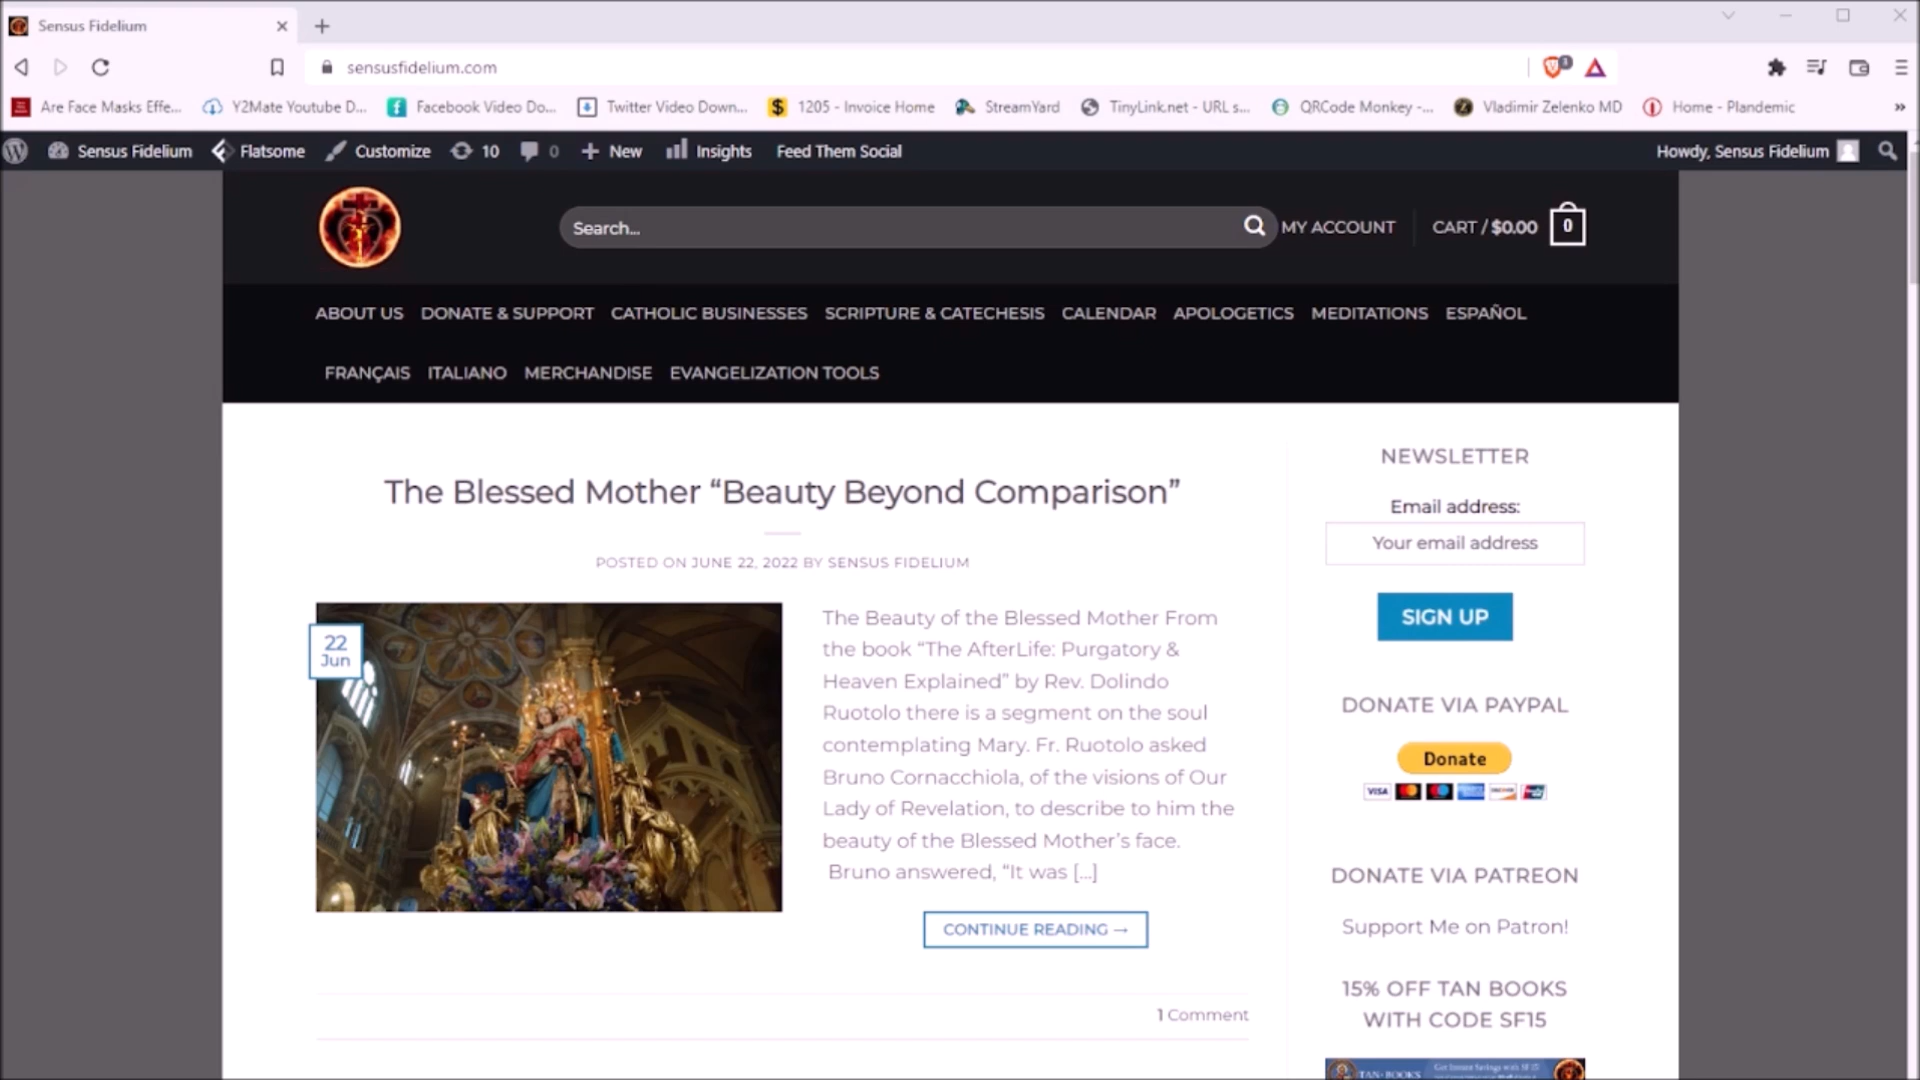 Sensus Fidelium
sensusfidelium.com
Are Face Masks Effe...
Y2Mate Youtube D...
Facebook Video Do...
Twitter Video Down...
1205 - Invoice Home
StreamYard
TinyLink.net - URL s...
QRCode Monkey -...
Vladimir Zelenko MD
Home - Plandemic
Sensus Fidelium
Flatsome
Customize
10
0
New
Insights
Feed Them Social
Howdy, Sensus Fidelium
Search...
MY ACCOUNT
CART / $0.00
0
ABOUT US DONATE & SUPPORT CATHOLIC BUSINESSES SCRIPTURE & CATECHESIS CALENDAR APOLOGETICS MEDITATIONS ESPAÑOL
FRANÇAIS ITALIANO MERCHANDISE EVANGELIZATION TOOLS
The Blessed Mother “Beauty Beyond Comparison”
POSTED ON JUNE 22, 2022 BY SENSUS FIDELIUM
22
Jun
The Beauty of the Blessed Mother From
the book “The AfterLife: Purgatory &
Heaven Explained” by Rev. Dolindo
Ruotolo there is a segment on the soul
contemplating Mary. Fr. Ruotolo asked
Bruno Cornacchiola, of the visions of Our
Lady of Revelation, to describe to him the
beauty of the Blessed Mother’s face.
Bruno answered, “It was [...]
CONTINUE READING →
1 Comment
NEWSLETTER
Email address:
Your email address
SIGN UP
DONATE VIA PAYPAL
Donate
VISA
DONATE VIA PATREON
Support Me on Patron!
15% OFF TAN BOOKS
WITH CODE SF15
TAN·BOOKS
Get Instant Savings with SF15